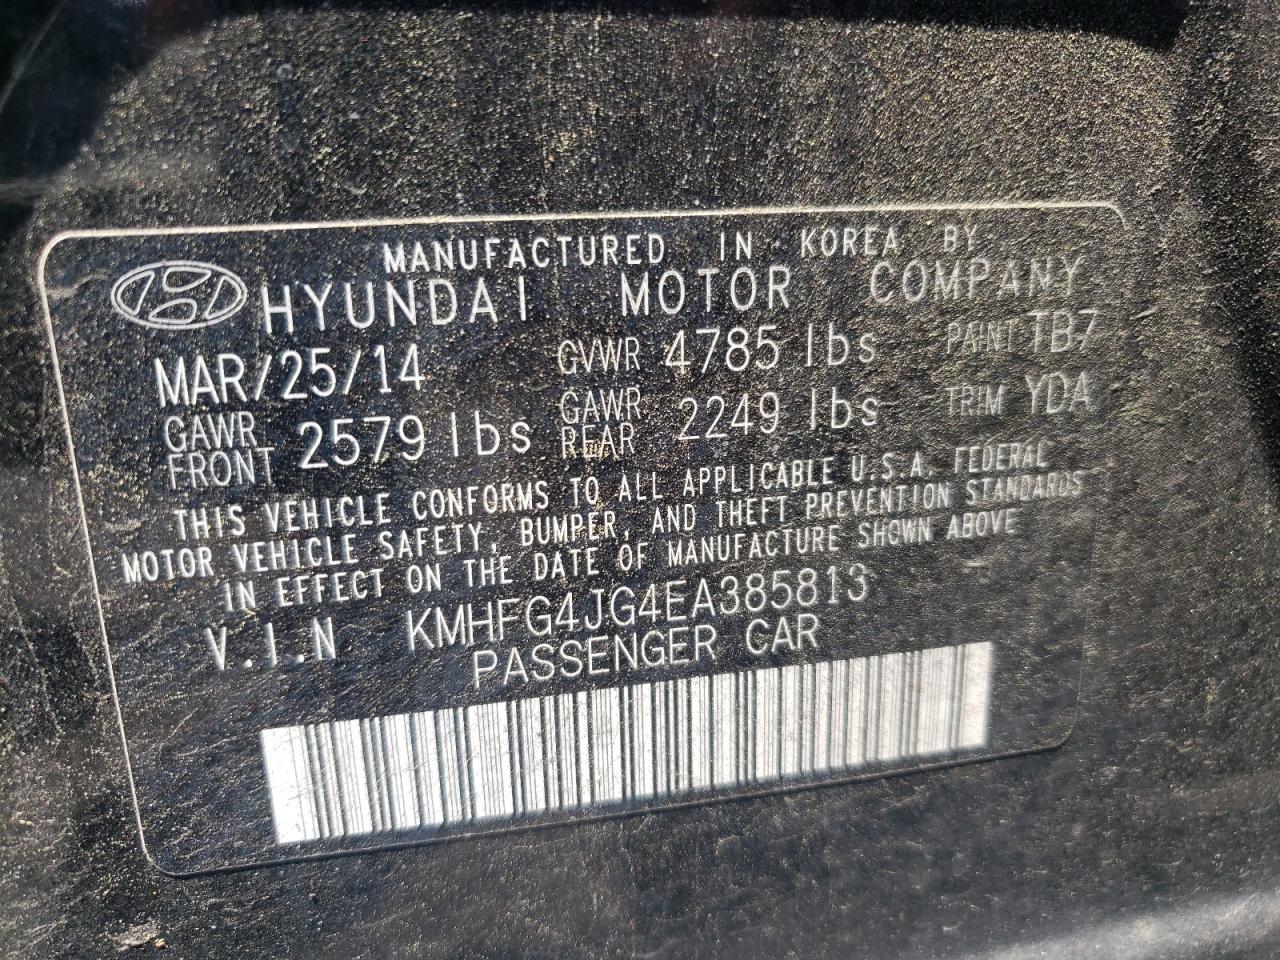 MANUFACTURED IN KOREA BY
HYUNDAI MOTOR COMPANY
MAR/25/14 GVWR 4785 lbs PAINT TB7
GAWR FRONT 2579 lbs GAWR REAR 2249 lbs TRIM YDA
THIS VEHICLE CONFORMS TO ALL APPLICABLE U.S.A. FEDERAL
MOTOR VEHICLE SAFETY, BUMPER, AND THEFT PREVENTION STANDARDS
IN EFFECT ON THE DATE OF MANUFACTURE SHOWN ABOVE
V.I.N KMHFG4JG4EA385813
PASSENGER CAR